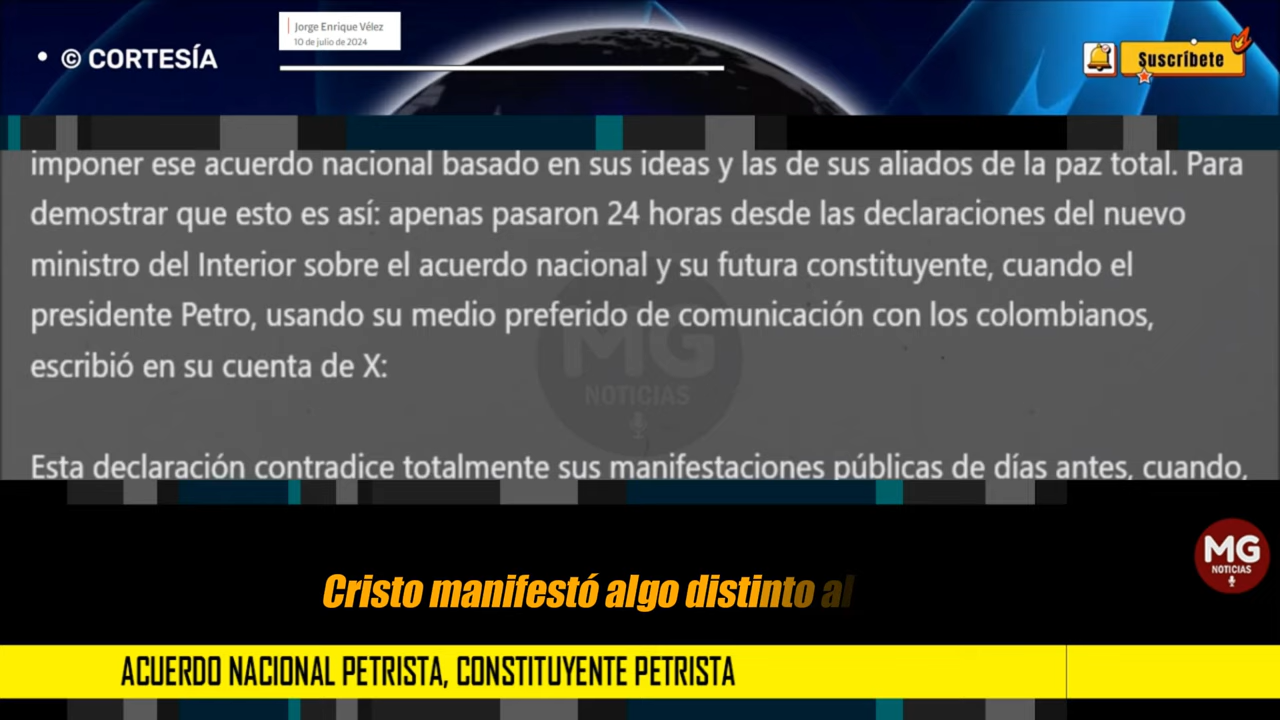 Jorge Enrique Vélez
10 de julio de 2024
• © CORTESÍA
Suscríbete
imponer ese acuerdo nacional basado en sus ideas y las de sus aliados de la paz total. Para
demostrar que esto es así: apenas pasaron 24 horas desde las declaraciones del nuevo
ministro del Interior sobre el acuerdo nacional y su futura constituyente, cuando el
presidente Petro, usando su medio preferido de comunicación con los colombianos,
escribió en su cuenta de X:
MG
NOTICIAS
Esta declaración contradice totalmente sus manifestaciones públicas de días antes, cuando,
MG
NOTICIAS
Cristo manifestó algo distinto al
ACUERDO NACIONAL PETRISTA, CONSTITUYENTE PETRISTA